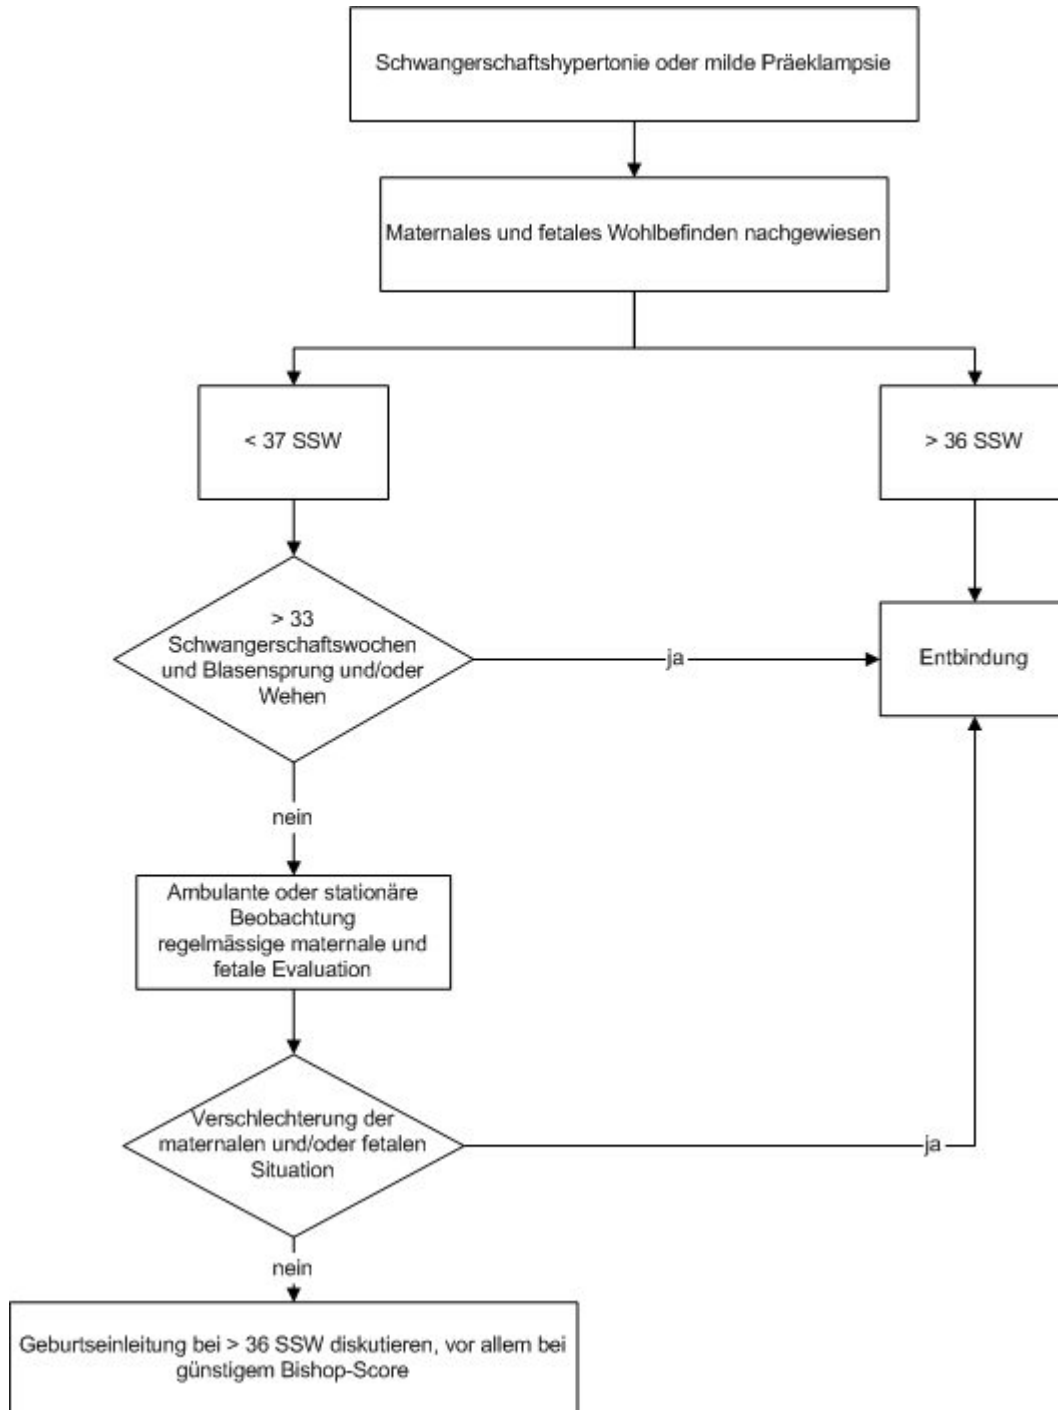 Schwangerschaftshypertonie oder milde Präeklampsie
Maternales und fetales Wohlbefinden nachgewiesen
< 37 SSW
> 36 SSW
> 33
Schwangerschaftswochen
und Blasensprung und/oder
Wehen
ja
Entbindung
nein
Ambulante oder stationäre
Beobachtung
regelmässige maternale und
fetale Evaluation
Verschlechterung der
maternalen und/oder fetalen
Situation
ja
nein
Geburtseinleitung bei > 36 SSW diskutieren, vor allem bei
günstigem Bishop-Score